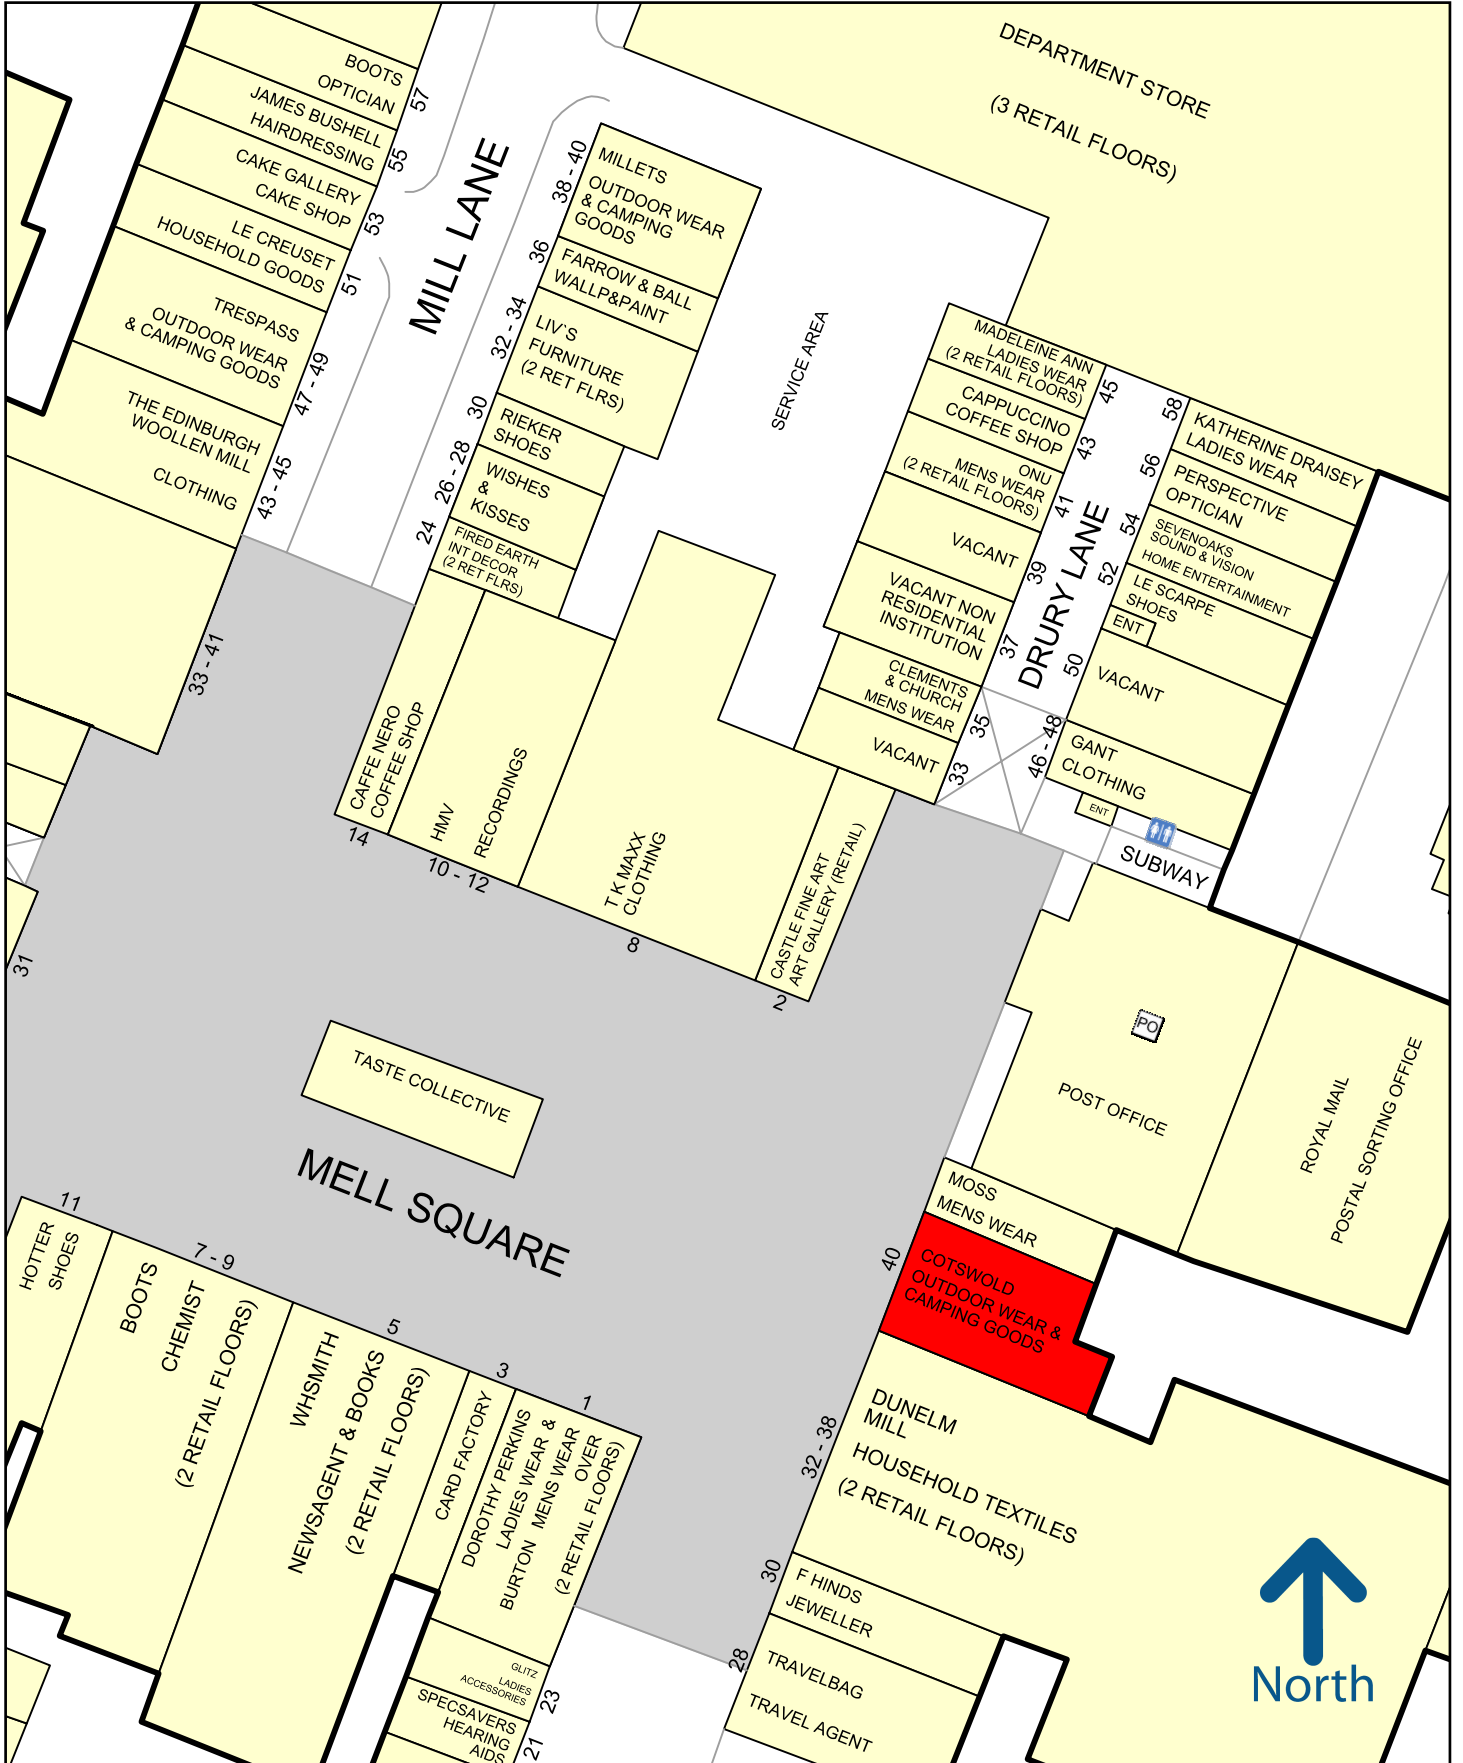 DEPARTMENT STORE
(3 RETAIL FLOORS)
BOOTS
OPTICIAN
57
JAMES BUSHELL
HAIRDRESSING
55
CAKE GALLERY
CAKE SHOP
53
LE CREUSET
HOUSEHOLD GOODS
51
TRESPASS
OUTDOOR WEAR
& CAMPING GOODS
47 - 49
THE EDINBURGH
WOOLLEN MILL
CLOTHING
43 - 45
33 - 41
31
MILL LANE
38 - 40
MILLETS
OUTDOOR WEAR
& CAMPING
GOODS
36
FARROW & BALL
WALLP&PAINT
32 - 34
LIV`S
FURNITURE
(2 RET FLRS)
30
RIEKER
SHOES
26 - 28
WISHES
&
KISSES
24
FIRED EARTH
INT DECOR
(2 RET FLRS)
SERVICE AREA
MADELEINE ANN
LADIES WEAR
(2 RETAIL FLOORS)
45
CAPPUCCINO
COFFEE SHOP
43
ONU
MENS WEAR
(2 RETAIL FLOORS)
41
VACANT
39
VACANT NON
RESIDENTIAL
INSTITUTION
37
CLEMENTS
& CHURCH
MENS WEAR
35
VACANT
33
DRURY LANE
58
KATHERINE DRAISEY
LADIES WEAR
56
PERSPECTIVE
OPTICIAN
54
SEVENOAKS
SOUND & VISION
HOME ENTERTAINMENT
52
LE SCARPE
SHOES
ENT
50
VACANT
46 - 48
GANT
CLOTHING
ENT
SUBWAY
CAFFE NERO
COFFEE SHOP
14
HMV
RECORDINGS
10 - 12
T K MAXX
CLOTHING
8
CASTLE FINE ART
ART GALLERY (RETAIL)
2
PO
POST OFFICE
ROYAL MAIL
POSTAL SORTING OFFICE
TASTE COLLECTIVE
MELL SQUARE
MOSS
MENS WEAR
40
COTSWOLD
OUTDOOR WEAR &
CAMPING GOODS
32 - 38
DUNELM
MILL
HOUSEHOLD TEXTILES
(2 RETAIL FLOORS)
30
F HINDS
JEWELLER
28
TRAVELBAG
TRAVEL AGENT
11
HOTTER
SHOES
7 - 9
BOOTS
CHEMIST
(2 RETAIL FLOORS)
5
WHSMITH
NEWSAGENT & BOOKS
(2 RETAIL FLOORS)
3
CARD FACTORY
1
DOROTHY PERKINS
LADIES WEAR &
BURTON MENS WEAR
OVER
(2 RETAIL FLOORS)
GLITZ
LADIES
ACCESSORIES
23
SPECSAVERS
HEARING
AIDS
21
North